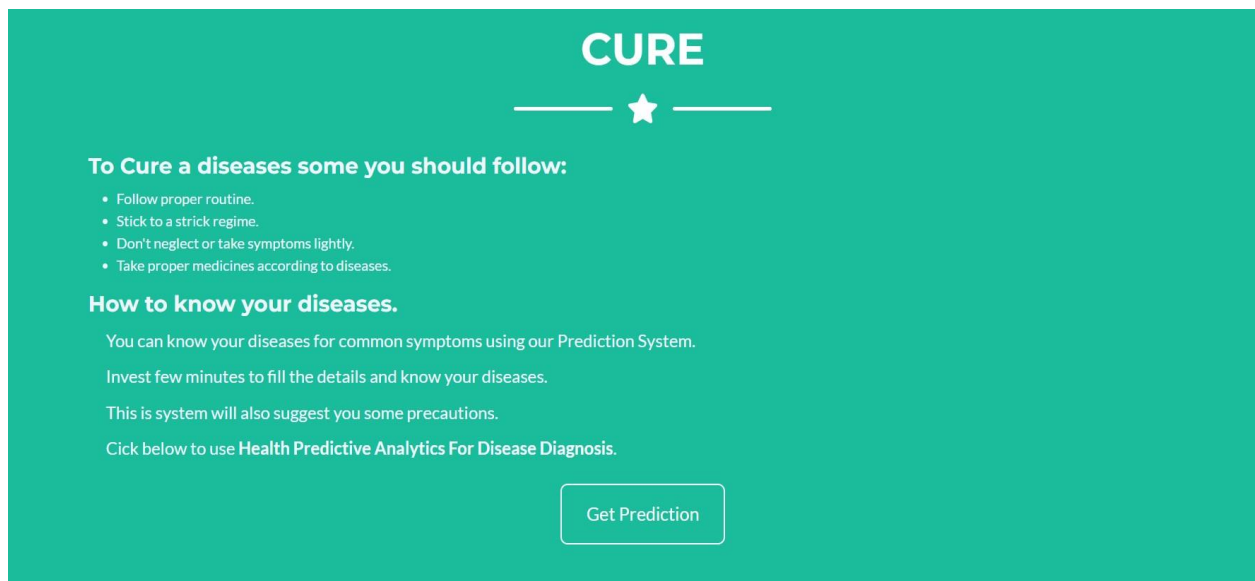 CURE
To Cure a diseases some you should follow:
Follow proper routine.
Stick to a strick regime.
Don't neglect or take symptoms lightly.
Take proper medicines according to diseases.
How to know your diseases.
You can know your diseases for common symptoms using our Prediction System.
Invest few minutes to fill the details and know your diseases.
This is system will also suggest you some precautions.
Cick below to use Health Predictive Analytics For Disease Diagnosis.
Get Prediction